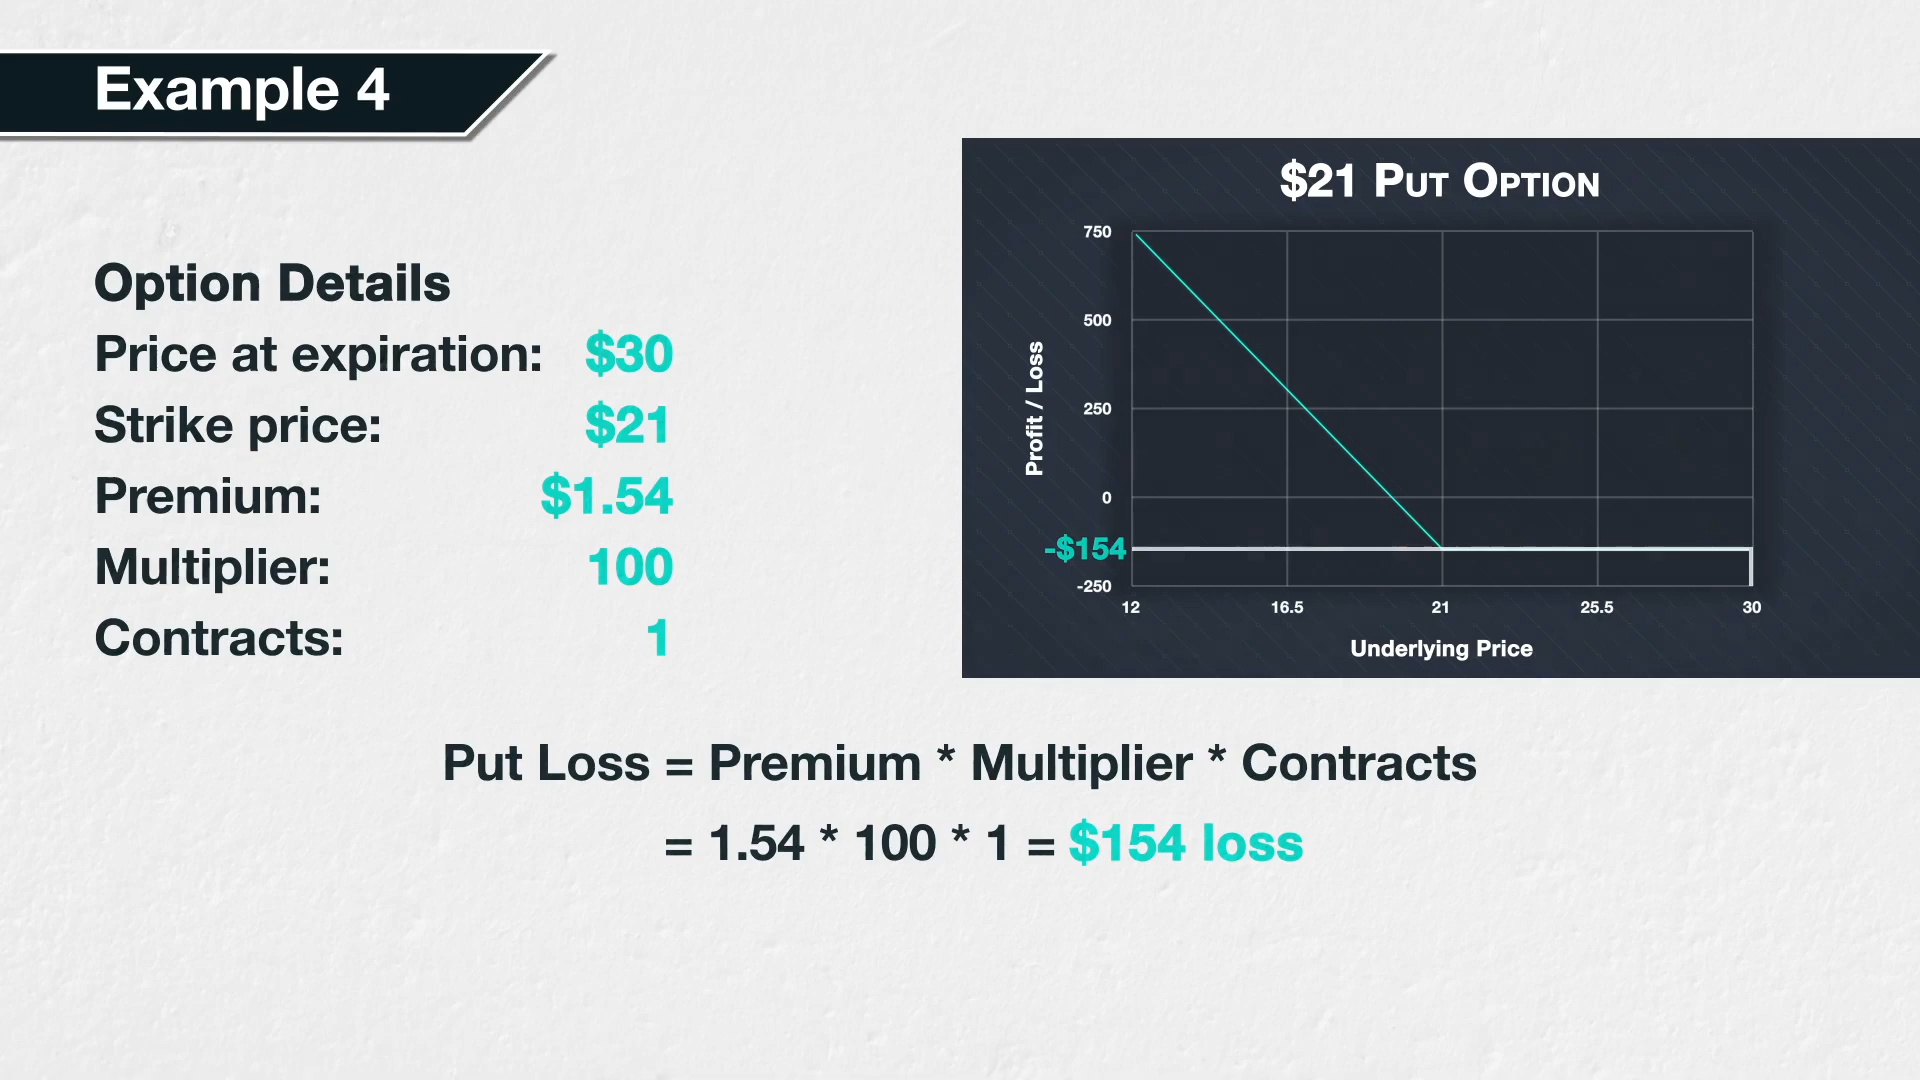 Example 4
Option Details
Price at expiration: $30
Strike price: $21
Premium: $1.54
Multiplier: 100
Contracts: 1
$21 PUT OPTION
Profit / Loss
750
500
250
0
-$154
-250
12 16.5 21 25.5 30
Underlying Price
Put Loss = Premium * Multiplier * Contracts
= 1.54 * 100 * 1 = $154 loss